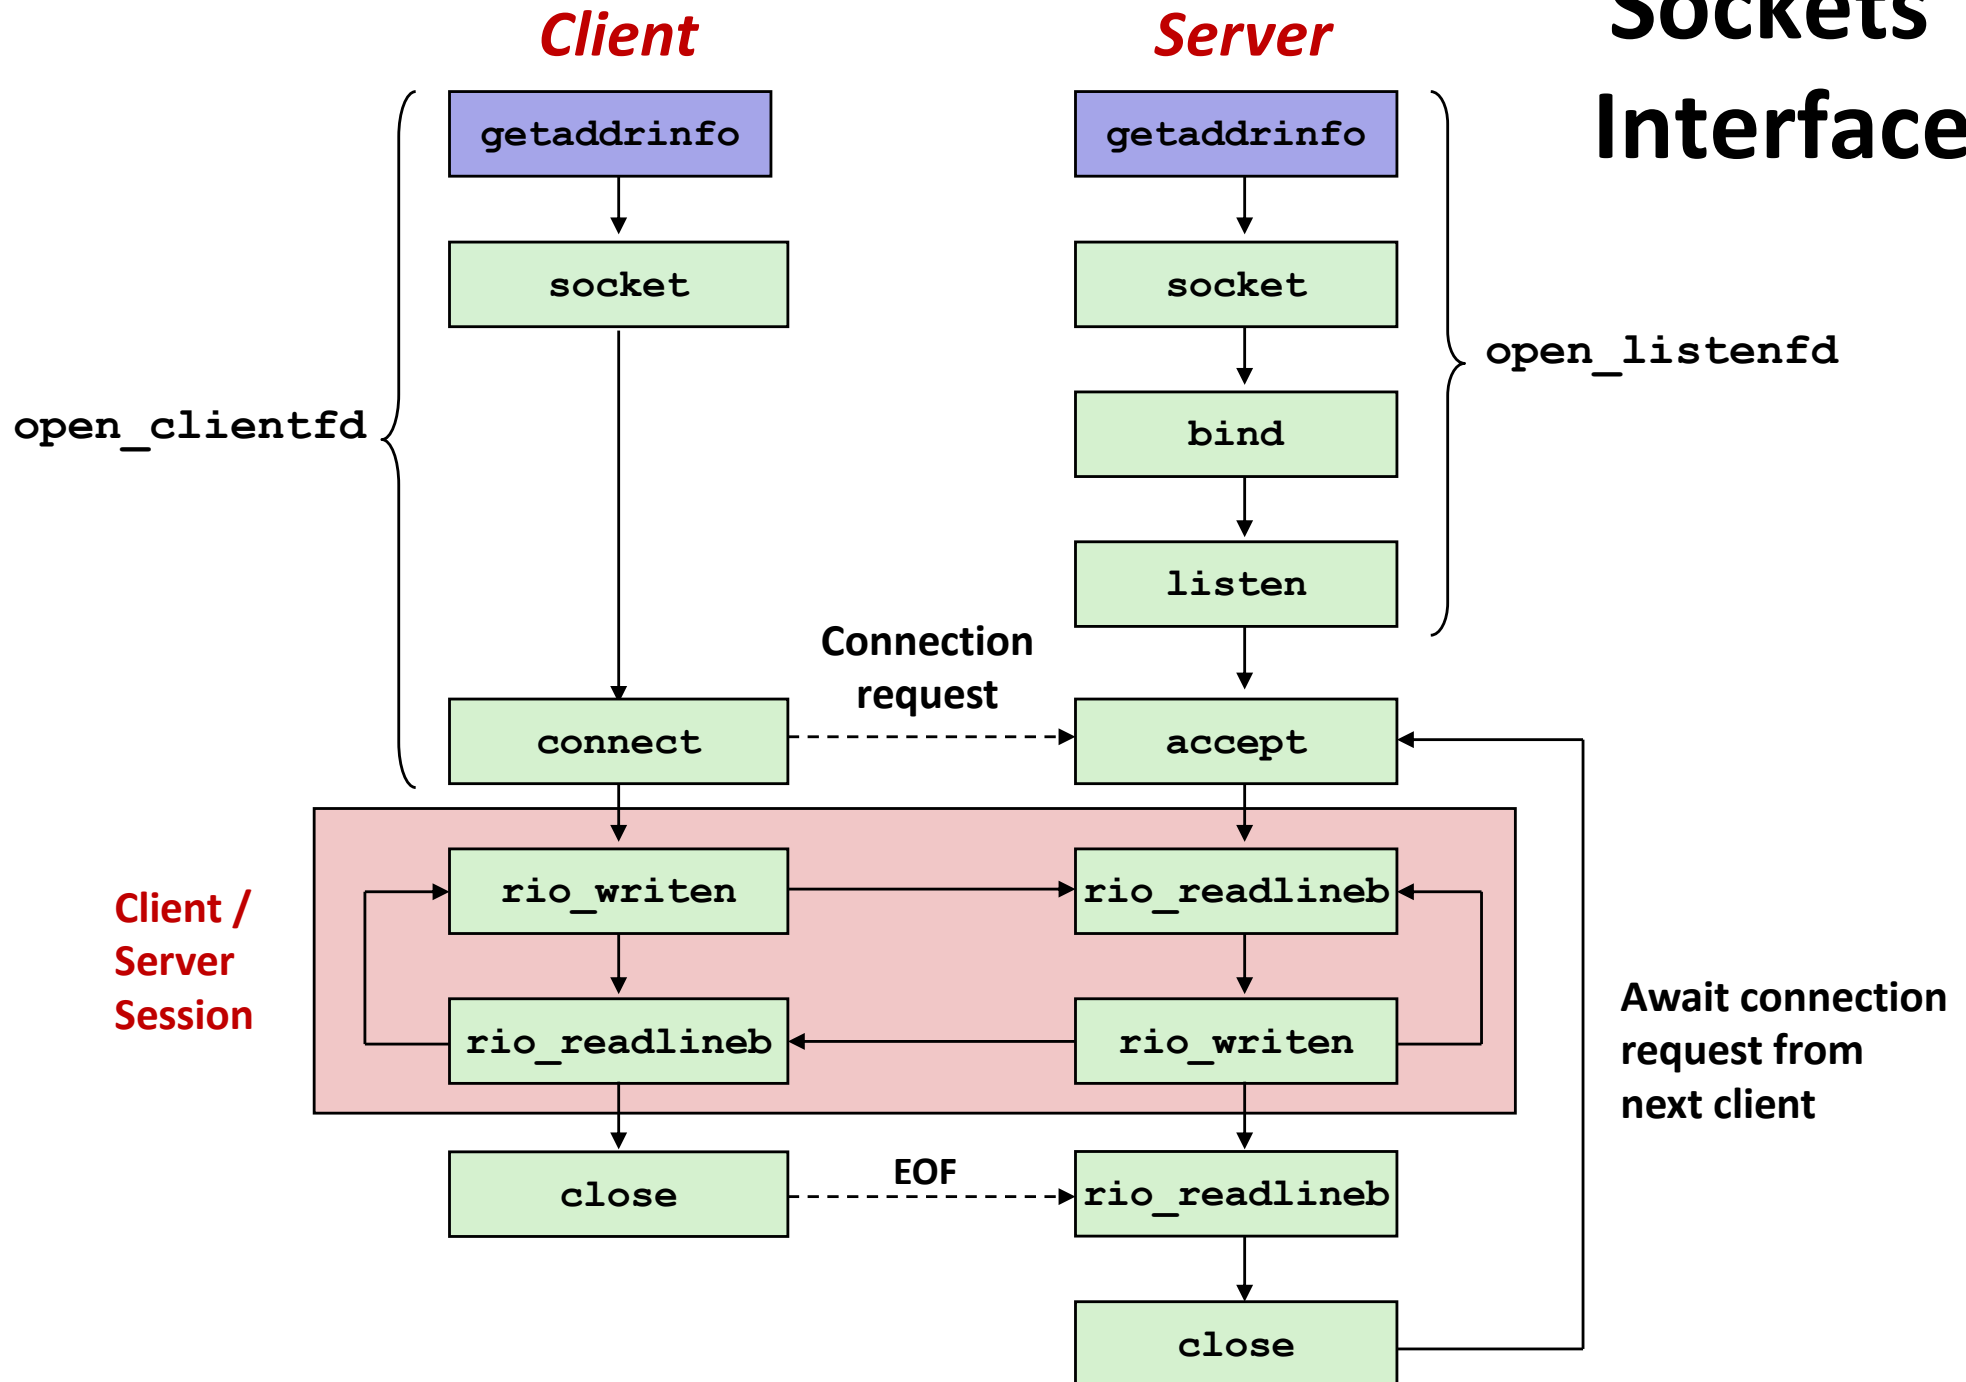 Sockets
Interface
Client
Server
getaddrinfo
getaddrinfo
socket
socket
open_listenfd
open_clientfd
bind
listen
Connection
request
connect
accept
Client /
Server
Session
rio_writen
rio_readlineb
rio_readlineb
rio_writen
Await connection
request from
next client
close
EOF
rio_readlineb
close